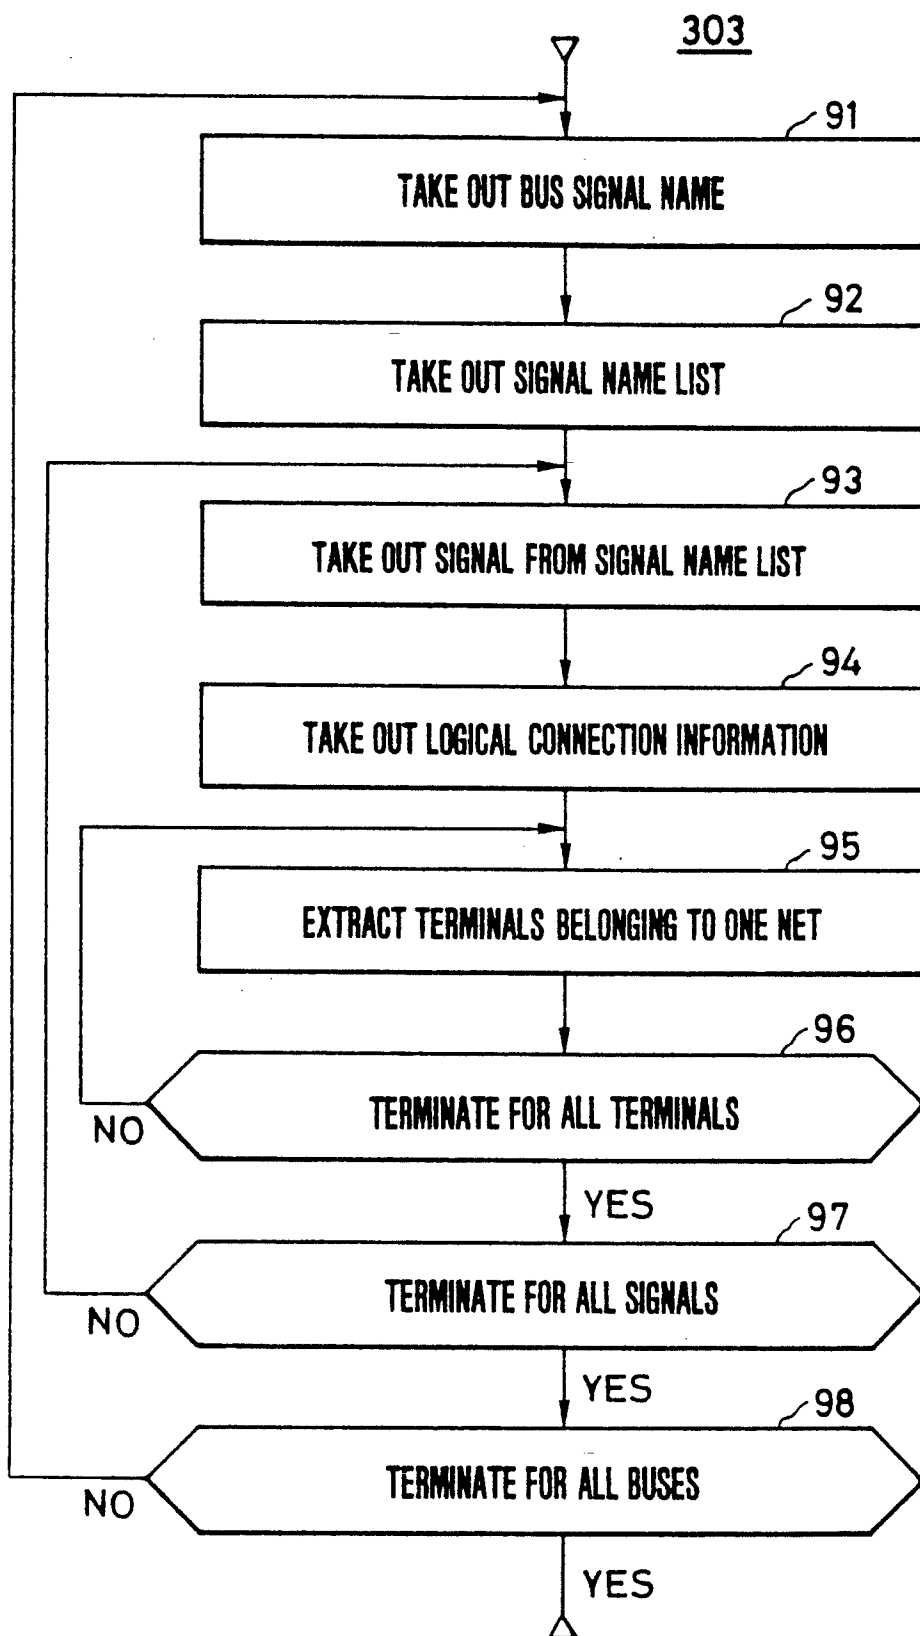 303
91
TAKE OUT BUS SIGNAL NAME
92
TAKE OUT SIGNAL NAME LIST
93
TAKE OUT SIGNAL FROM SIGNAL NAME LIST
94
TAKE OUT LOGICAL CONNECTION INFORMATION
95
EXTRACT TERMINALS BELONGING TO ONE NET
96
TERMINATE FOR ALL TERMINALS
NO
YES
97
TERMINATE FOR ALL SIGNALS
NO
YES
98
TERMINATE FOR ALL BUSES
NO
YES